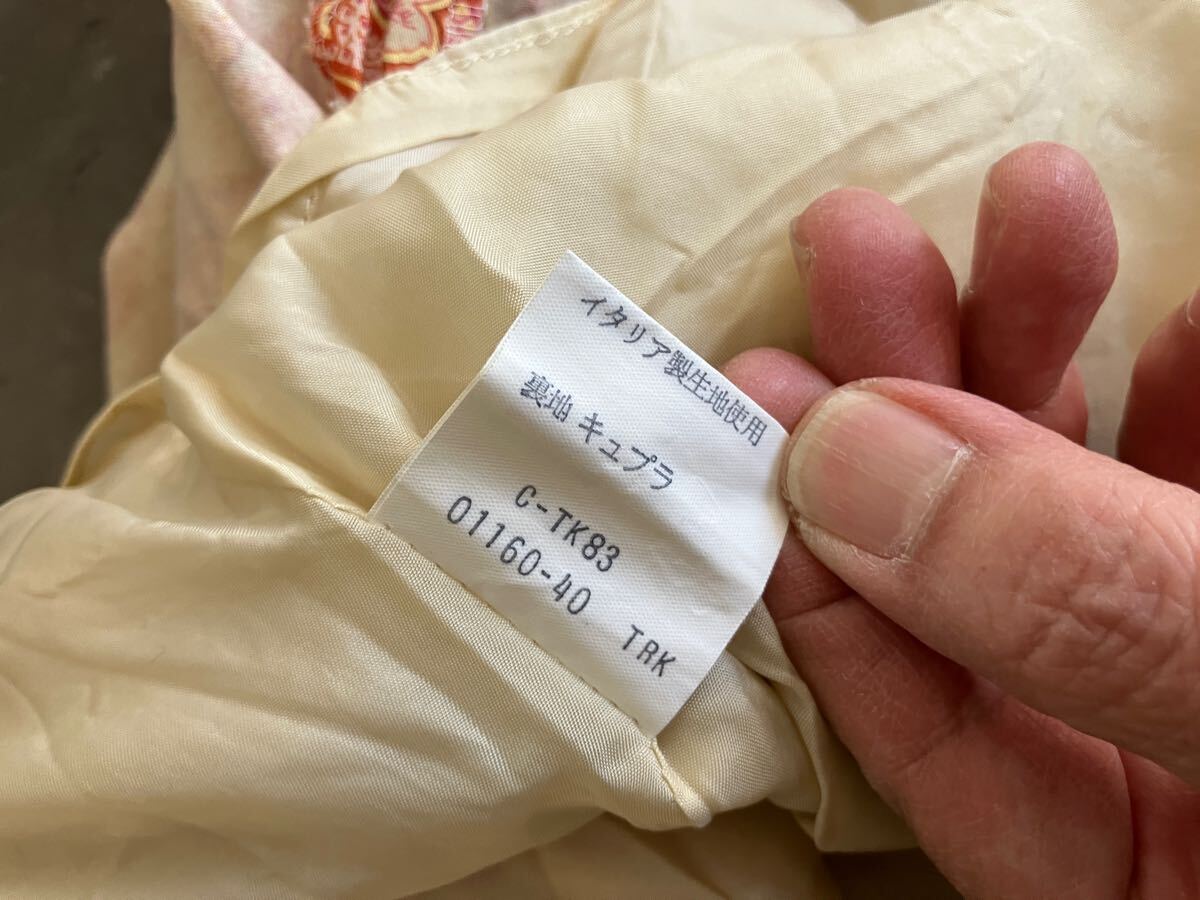 イタリア製生地使用
裏地 キュプラ
C-TK83
01160-40 TRK